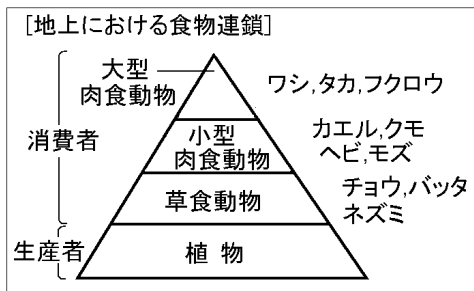 [地上における食物連鎖]
大型
肉食動物
ワシ,タカ,フクロウ
消費者
小型
肉食動物
カエル,クモ
ヘビ,モズ
草食動物
チョウ,バッタ
ネズミ
生産者
植物